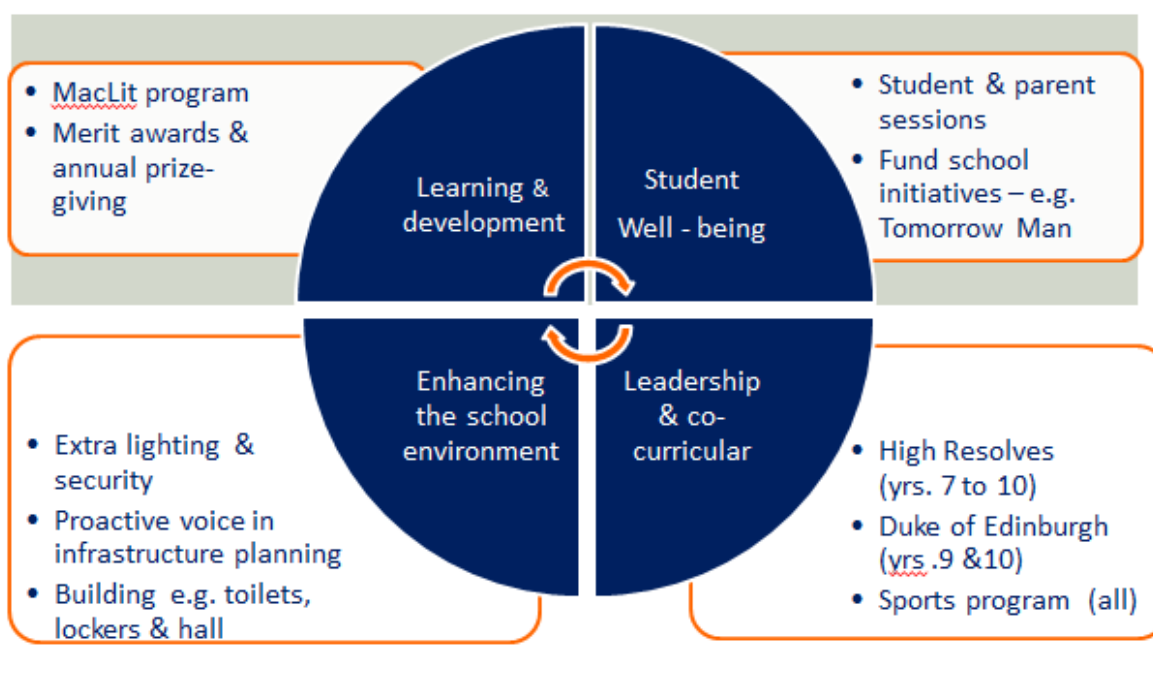 • MacLit program
• Merit awards &
annual prize-
giving
Learning &
development
Student
Well - being
• Student & parent
sessions
• Fund school
initiatives – e.g.
Tomorrow Man
• Extra lighting &
security
• Proactive voice in
infrastructure planning
• Building e.g. toilets,
lockers & hall
Enhancing
the school
environment
Leadership
& co-
curricular
• High Resolves
(yrs. 7 to 10)
• Duke of Edinburgh
(yrs .9 &10)
• Sports program (all)